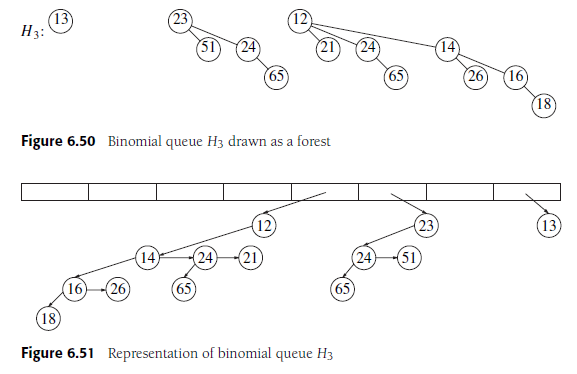 H3: 13 23 12
51 24 21 24 14
65 65 26 16
18
Figure 6.50 Binomial queue H3 drawn as a forest
12 23 13
14 24 21 24 51
16 26 65 65
18
Figure 6.51 Representation of binomial queue H3